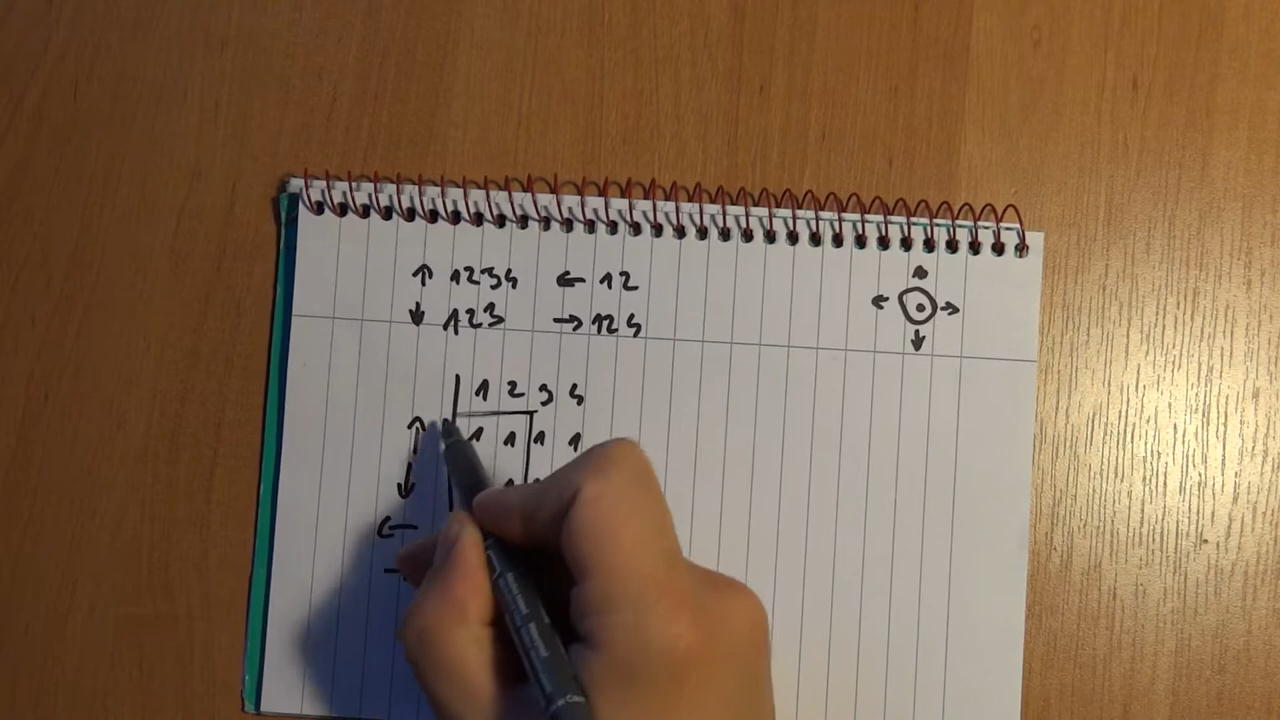 ↑ 1234 ← 12
↓ 123 → 124
1 2 3 4
↑ 1 1 1 1
↓
←